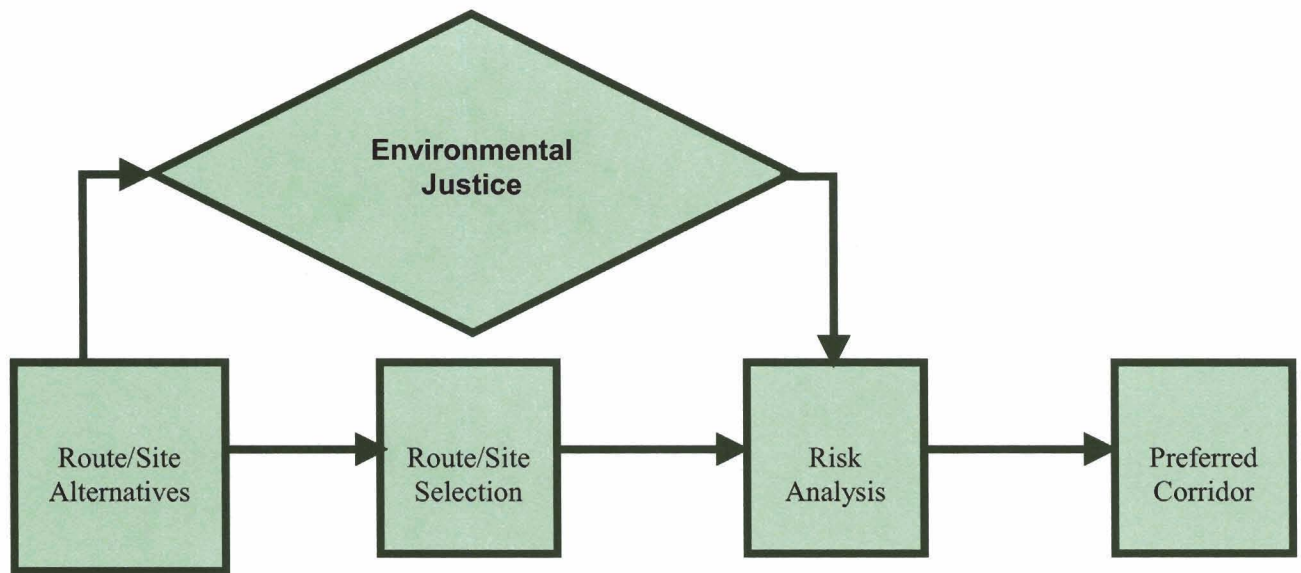 Environmental
Justice
Route/Site
Alternatives
Route/Site
Selection
Risk
Analysis
Preferred
Corridor